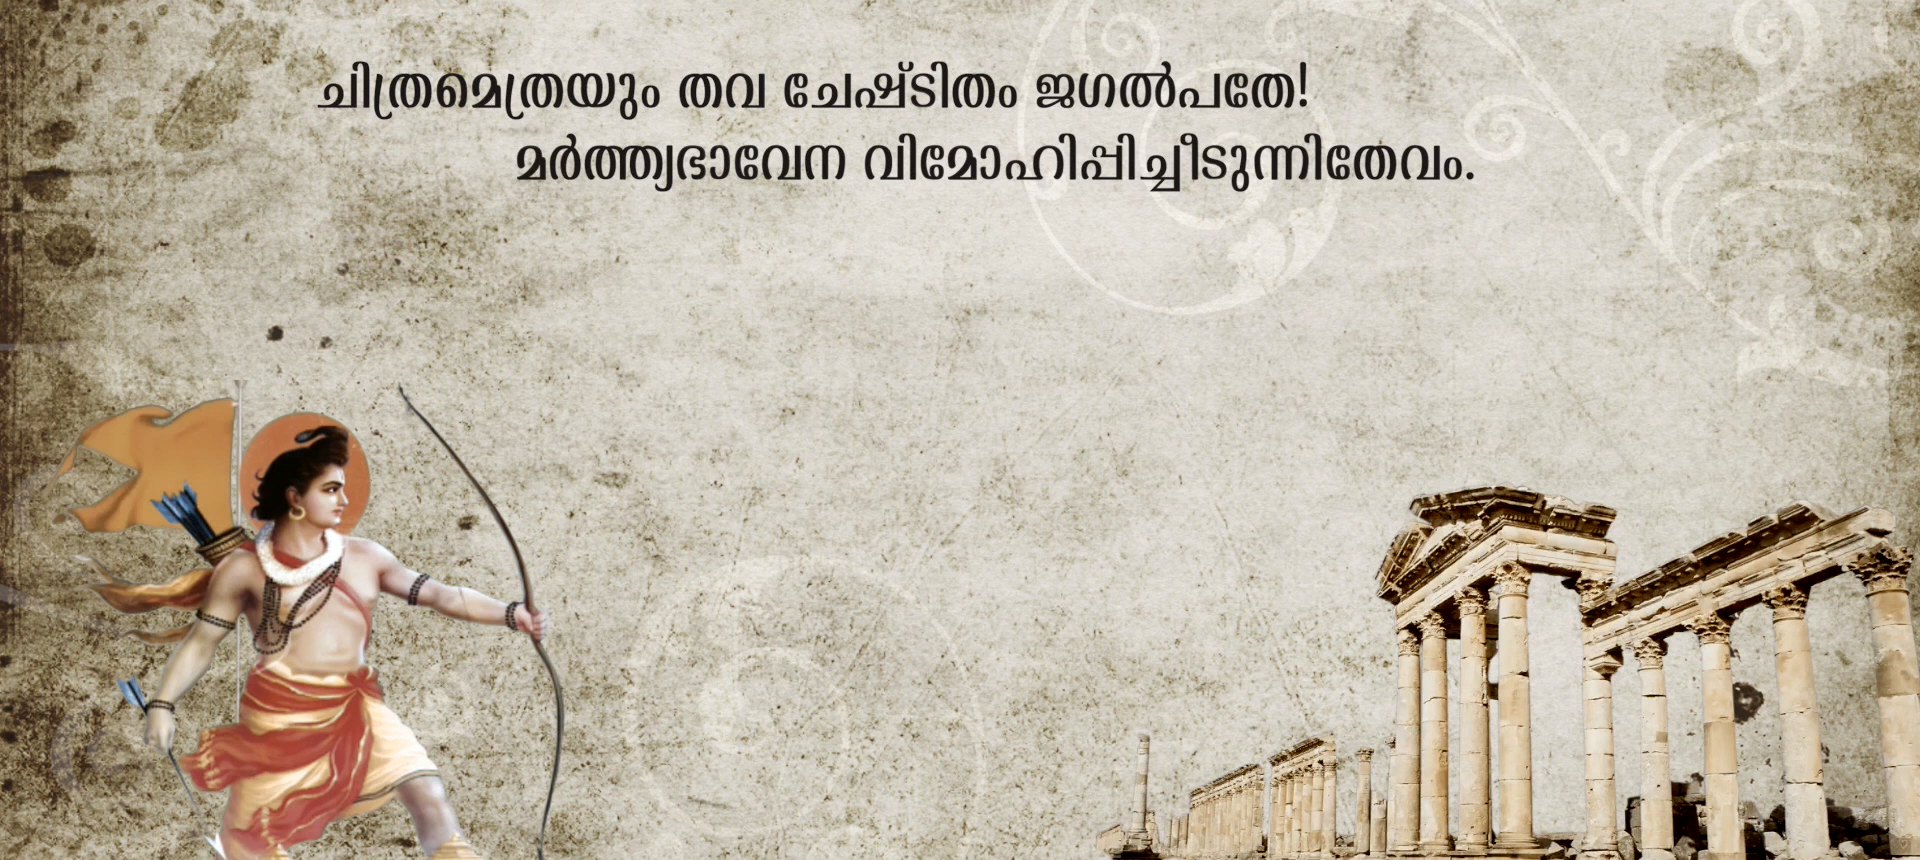 ചിത്രമെത്രയും തവ ചേഷ്ടിതം ജഗൽപതേ!
മർത്ത്യഭാവേന വിമോഹിപ്പിച്ചീടുന്നിതേവം.